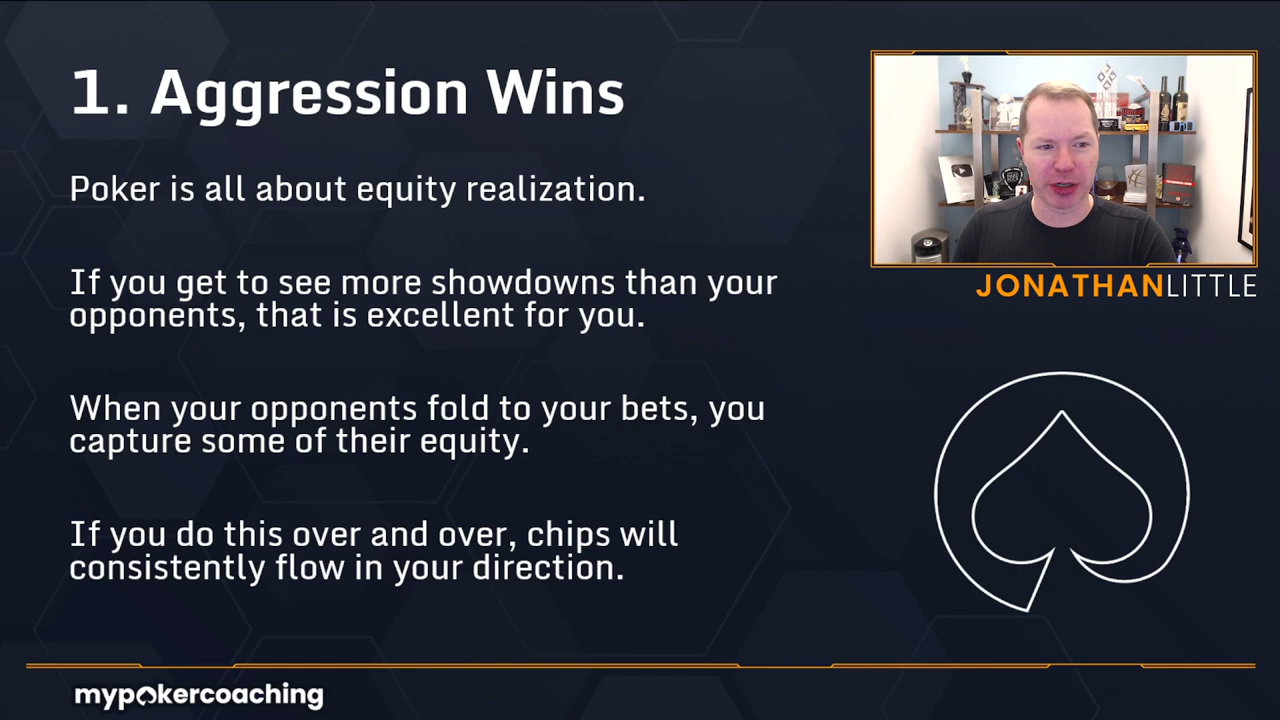 1. Aggression Wins
Poker is all about equity realization.
If you get to see more showdowns than your
opponents, that is excellent for you.
When your opponents fold to your bets, you
capture some of their equity.
If you do this over and over, chips will
consistently flow in your direction.
JONATHANLITTLE
mypokercoaching